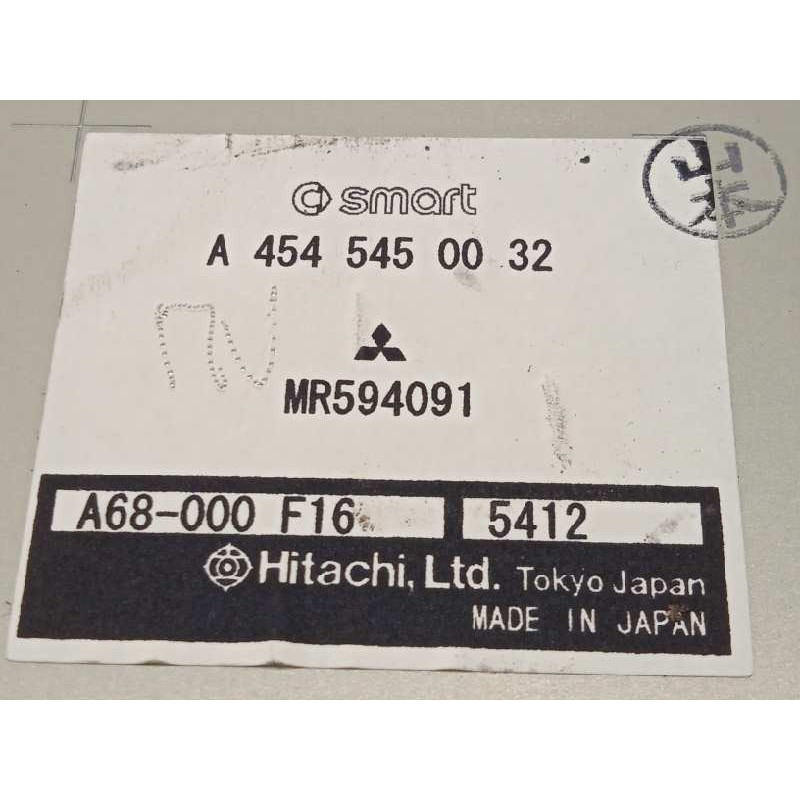 smart
A 454 545 00 32
MR594091
A68-000 F16 5412
Hitachi, Ltd. Tokyo Japan
MADE IN JAPAN